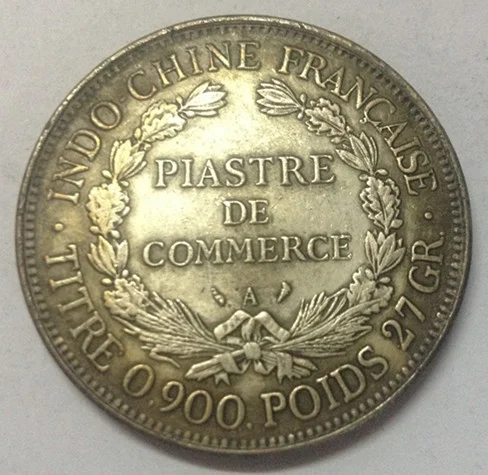 INDO-CHINE FRANÇAISE
PIASTRE
DE
COMMERCE
A
· TITRE 0,900. POIDS 27 GR. ·